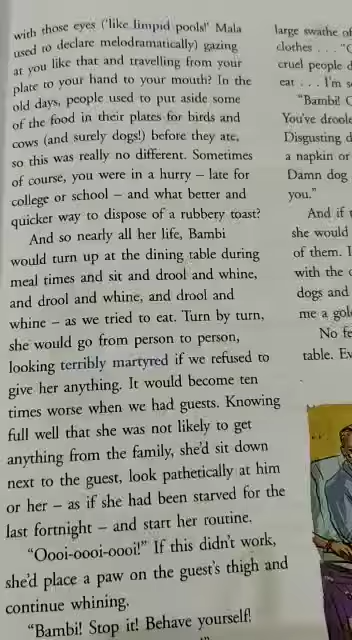 with those eyes ('like limpid pools!' Mala
used to declare melodramatically) gazing
at you like that and travelling from your
plate to your hand to your mouth? In the
old days, people used to put aside some
of the food in their plates for birds and
cows (and surely dogs!) before they ate,
so this was really no different. Sometimes
of course, you were in a hurry – late for
college or school – and what better and
quicker way to dispose of a rubbery toast?
And so nearly all her life, Bambi
would turn up at the dining table during
meal times and sit and drool and whine,
and drool and whine, and drool and
whine – as we tried to eat. Turn by turn,
she would go from person to person,
looking terribly martyred if we refused to
give her anything. It would become ten
times worse when we had guests. Knowing
full well that she was not likely to get
anything from the family, she'd sit down
next to the guest, look pathetically at him
or her – as if she had been starved for the
last fortnight – and start her routine.
"Oooi-oooi-oooi!" If this didn't work,
she'd place a paw on the guest's thigh and
continue whining.
"Bambi! Stop it! Behave yourself!
large swathe of
clothes . . . "
cruel people
eat . . . I'm
"Bambi!
You've
Disgusting
a napkin or
Damn dog
you."
And if
she would
of them.
with the
dogs and
me a
No
table.